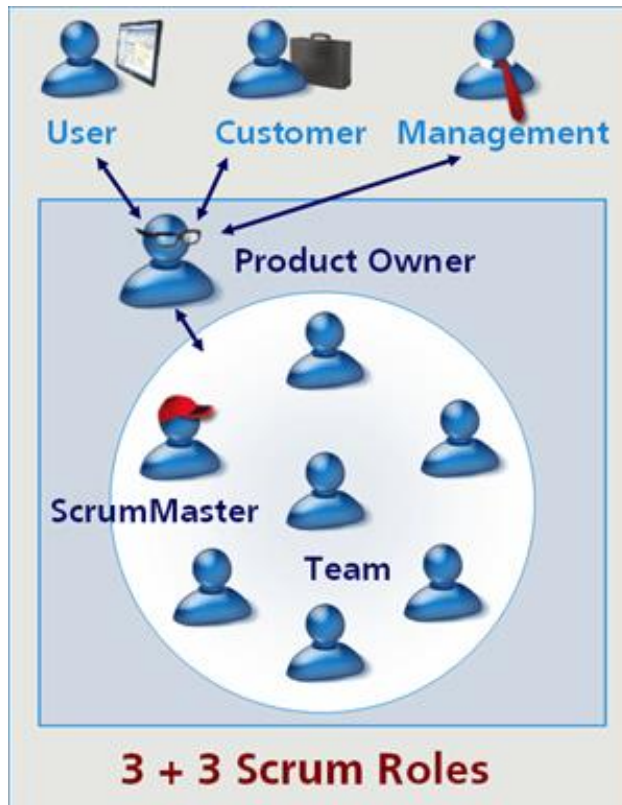 User Customer Management
Product Owner
ScrumMaster
Team
3 + 3 Scrum Roles